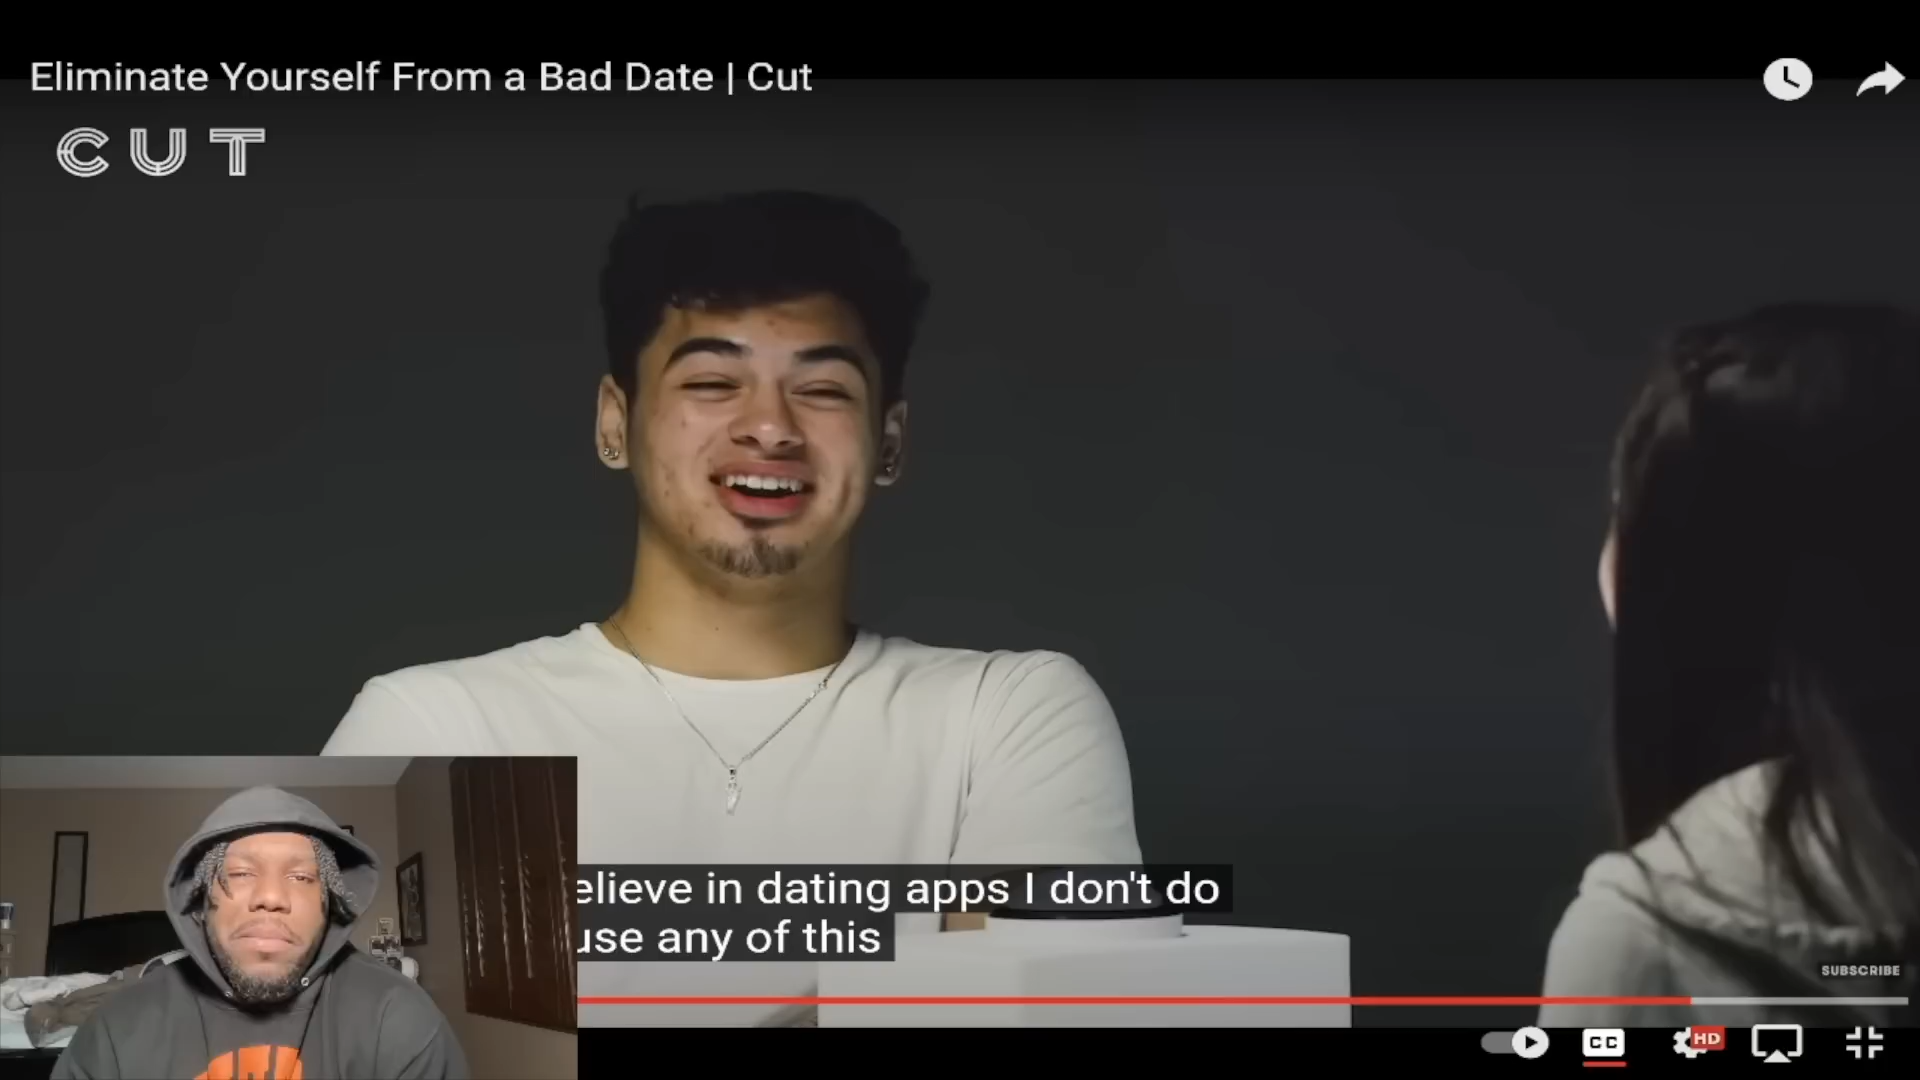 Eliminate Yourself From a Bad Date | Cut
CUT
elieve in dating apps I don't do
use any of this
SUBSCRIBE
CC
HD